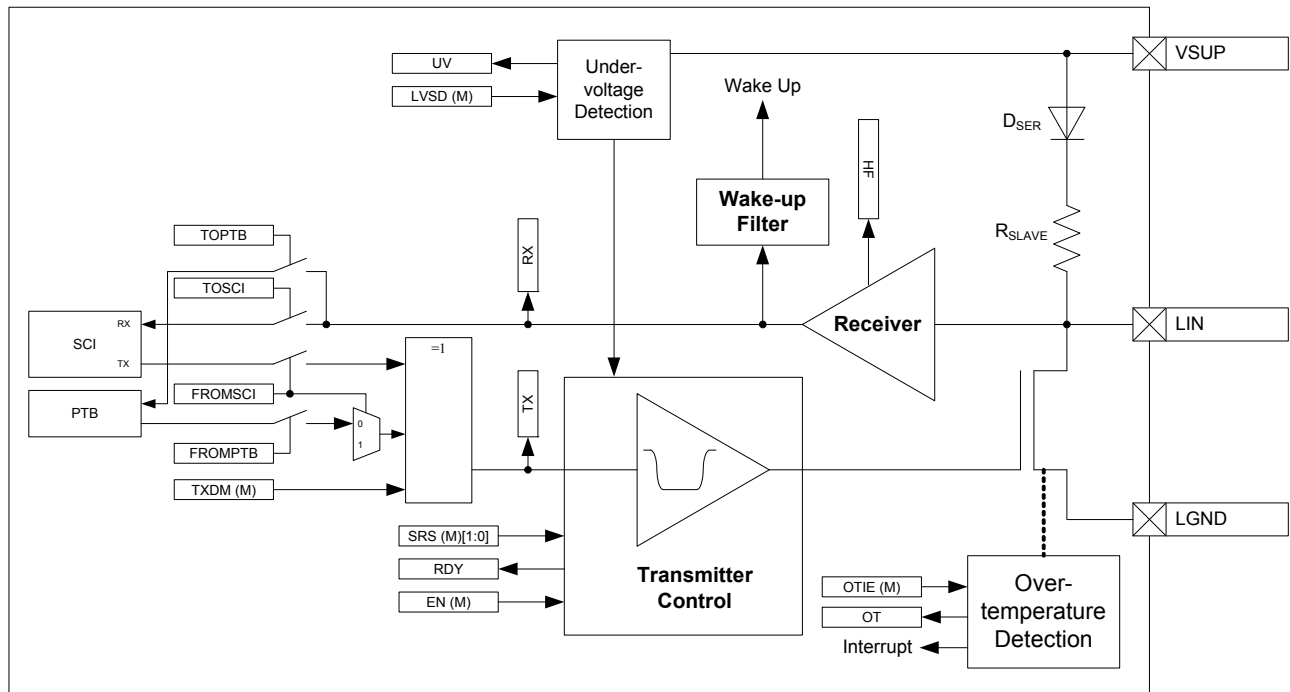 VSUP
UV
LVSD (M)
Under-
voltage
Detection
Wake Up
DSER
HF
Wake-up
Filter
RSLAVE
TOPTB
RX
TOSCI
SCI
RX
TX
Receiver
LIN
=1
FROMSCI
PTB
0
1
TX
FROMPTB
TXDM (M)
LGND
SRS (M)[1:0]
RDY
EN (M)
Transmitter
Control
OTIE (M)
OT
Interrupt
Over-
temperature
Detection